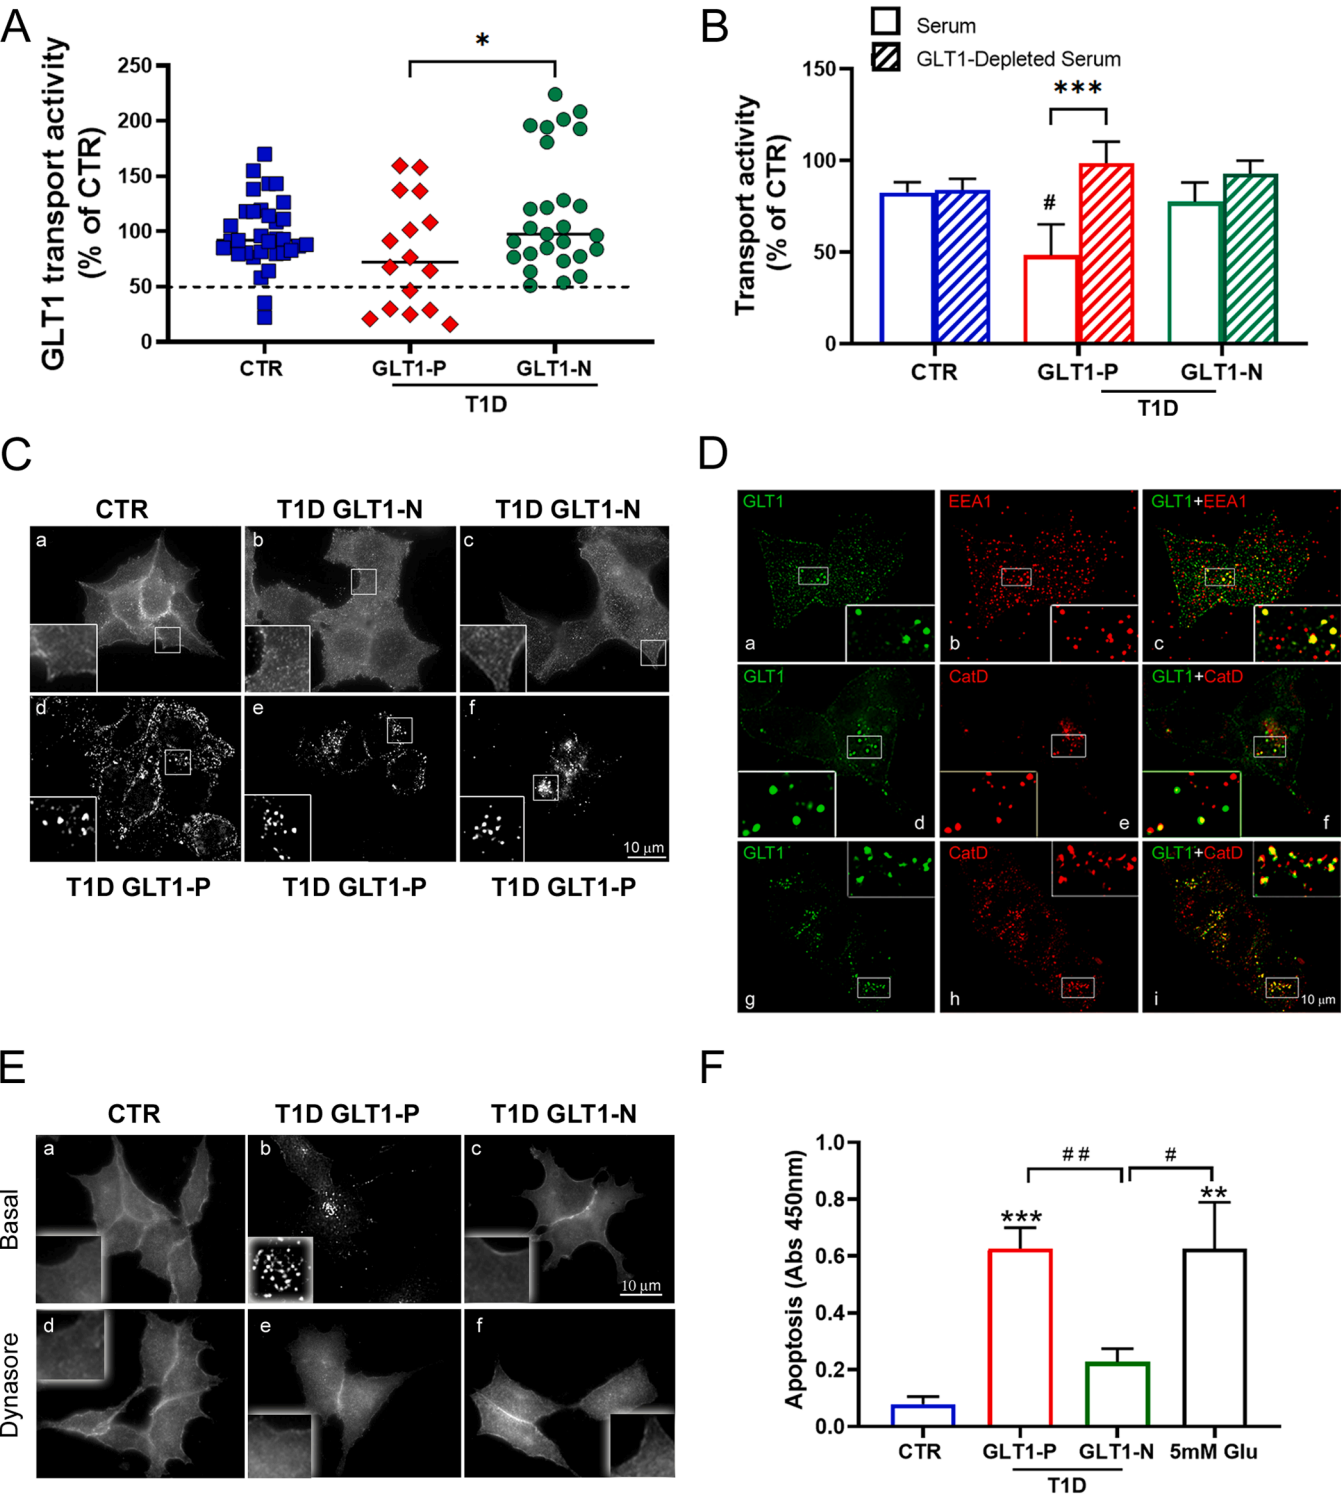 A
GLT1 transport activity
(% of CTR)
250
200
150
100
50
0
*
CTR
GLT1-P
GLT1-N
T1D
B
Serum
GLT1-Depleted Serum
Transport activity
(% of CTR)
150
100
50
0
***
#
CTR
GLT1-P
GLT1-N
T1D
C
CTR
T1D GLT1-N
T1D GLT1-N
a
b
c
d
e
f
10 μm
T1D GLT1-P
T1D GLT1-P
T1D GLT1-P
D
GLT1
EEA1
GLT1+EEA1
a
b
c
GLT1
CatD
GLT1+CatD
d
e
f
GLT1
CatD
GLT1+CatD
g
h
i
10 μm
E
CTR
T1D GLT1-P
T1D GLT1-N
Basal
a
b
c
10 μm
Dynasore
d
e
f
F
Apoptosis (Abs 450nm)
1.0
0.8
0.6
0.4
0.2
0.0
##
#
***
**
CTR
GLT1-P
GLT1-N
5mM Glu
T1D